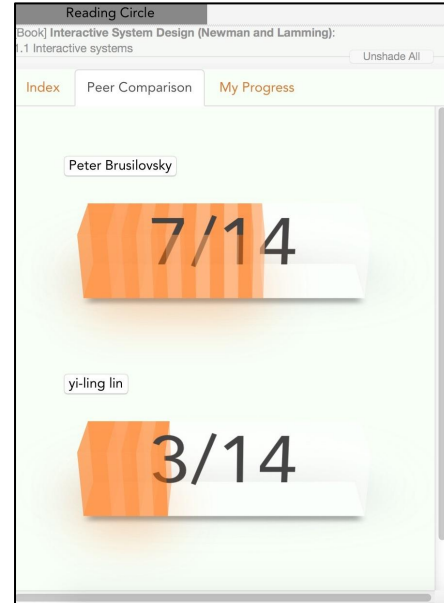 Reading Circle
[Book] Interactive System Design (Newman and Lamming):
1.1 Interactive systems
Unshade All
Index Peer Comparison My Progress
Peter Brusilovsky
7/14
yi-ling lin
3/14